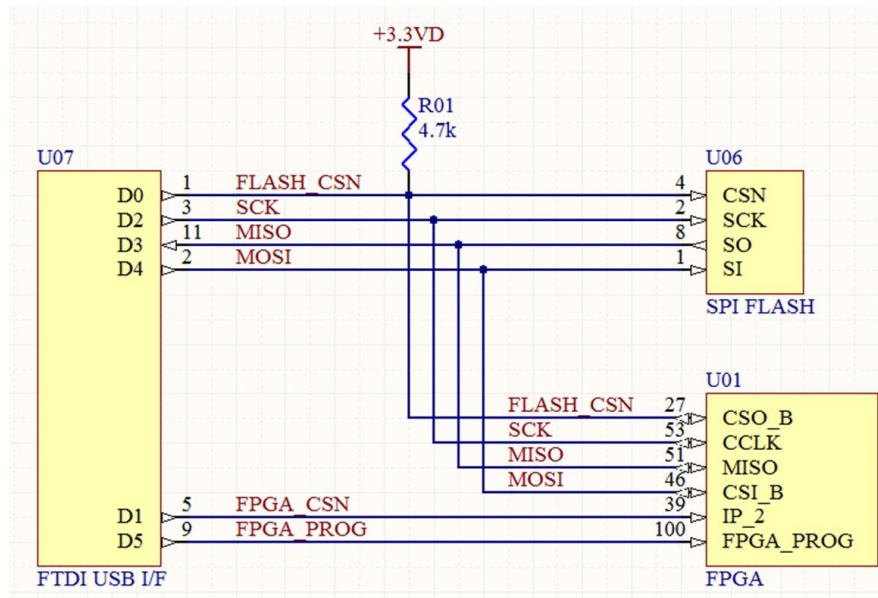 +3.3VD
R01
4.7k
U07
U06
D0 1 FLASH_CSN 4 CSN
D2 3 SCK 2 SCK
D3 11 MISO 8 SO
D4 2 MOSI 1 SI
SPI FLASH
U01
FLASH_CSN 27 CSO_B
SCK 53 CCLK
MISO 51 MISO
MOSI 46 CSI_B
D1 5 FPGA_CSN 39 IP_2
D5 9 FPGA_PROG 100 FPGA_PROG
FTDI USB I/F
FPGA